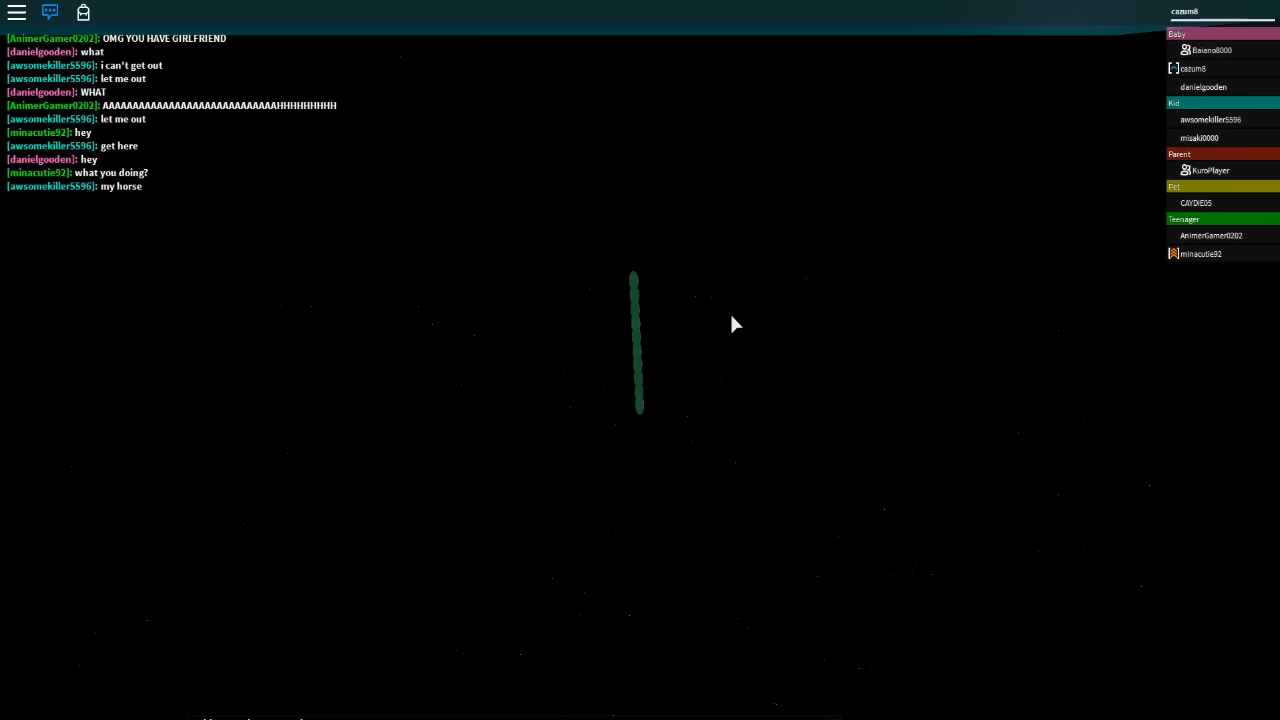 cazum8
[AnimerGamer0202]: OMG YOU HAVE GIRLFRIEND
[danielgooden]: what
[awsomekiller5596]: i can't get out
[awsomekiller5596]: let me out
[danielgooden]: WHAT
[AnimerGamer0202]: AAAAAAAAAAAAAAAAAAAAAAAAAAAAAHHHHHHHHHH
[awsomekiller5596]: let me out
[minacutie92]: hey
[awsomekiller5596]: get here
[danielgooden]: hey
[minacutie92]: what you doing?
[awsomekiller5596]: my horse
Baby
Baiano8000
cazum8
danielgooden
Kid
awsomekiller5596
misaki0000
Parent
KuroPlayer
Pet
CAYDIE05
Teenager
AnimerGamer0202
minacutie92